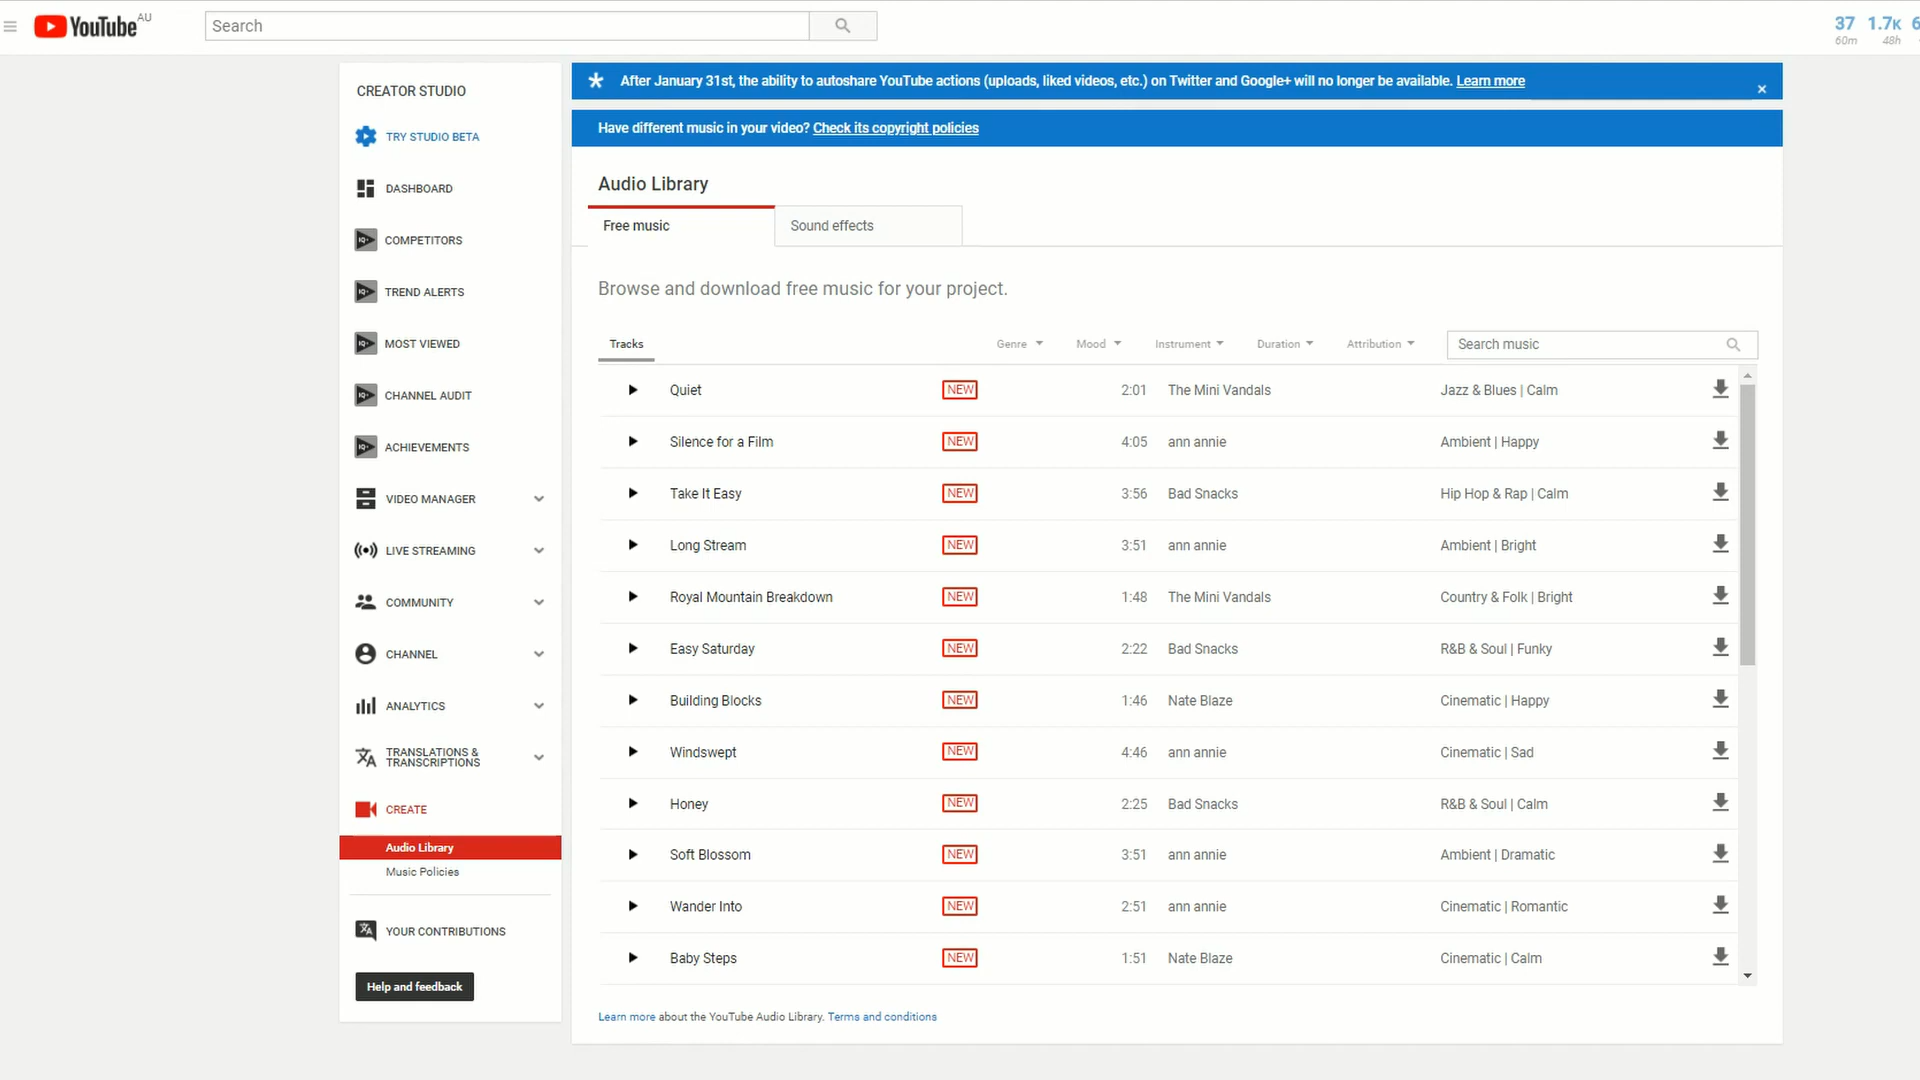 YouTube AU
Search
37 1.7K
60m 48h
CREATOR STUDIO
TRY STUDIO BETA
DASHBOARD
COMPETITORS
TREND ALERTS
MOST VIEWED
CHANNEL AUDIT
ACHIEVEMENTS
VIDEO MANAGER
LIVE STREAMING
COMMUNITY
CHANNEL
ANALYTICS
TRANSLATIONS &
TRANSCRIPTIONS
CREATE
Audio Library
Music Policies
YOUR CONTRIBUTIONS
Help and feedback
After January 31st, the ability to autoshare YouTube actions (uploads, liked videos, etc.) on Twitter and Google+ will no longer be available. Learn more
Have different music in your video? Check its copyright policies
Audio Library
Free music Sound effects
Browse and download free music for your project.
Tracks Genre Mood Instrument Duration Attribution Search music
Quiet NEW 2:01 The Mini Vandals Jazz & Blues | Calm
Silence for a Film NEW 4:05 ann annie Ambient | Happy
Take It Easy NEW 3:56 Bad Snacks Hip Hop & Rap | Calm
Long Stream NEW 3:51 ann annie Ambient | Bright
Royal Mountain Breakdown NEW 1:48 The Mini Vandals Country & Folk | Bright
Easy Saturday NEW 2:22 Bad Snacks R&B & Soul | Funky
Building Blocks NEW 1:46 Nate Blaze Cinematic | Happy
Windswept NEW 4:46 ann annie Cinematic | Sad
Honey NEW 2:25 Bad Snacks R&B & Soul | Calm
Soft Blossom NEW 3:51 ann annie Ambient | Dramatic
Wander Into NEW 2:51 ann annie Cinematic | Romantic
Baby Steps NEW 1:51 Nate Blaze Cinematic | Calm
Learn more about the YouTube Audio Library. Terms and conditions